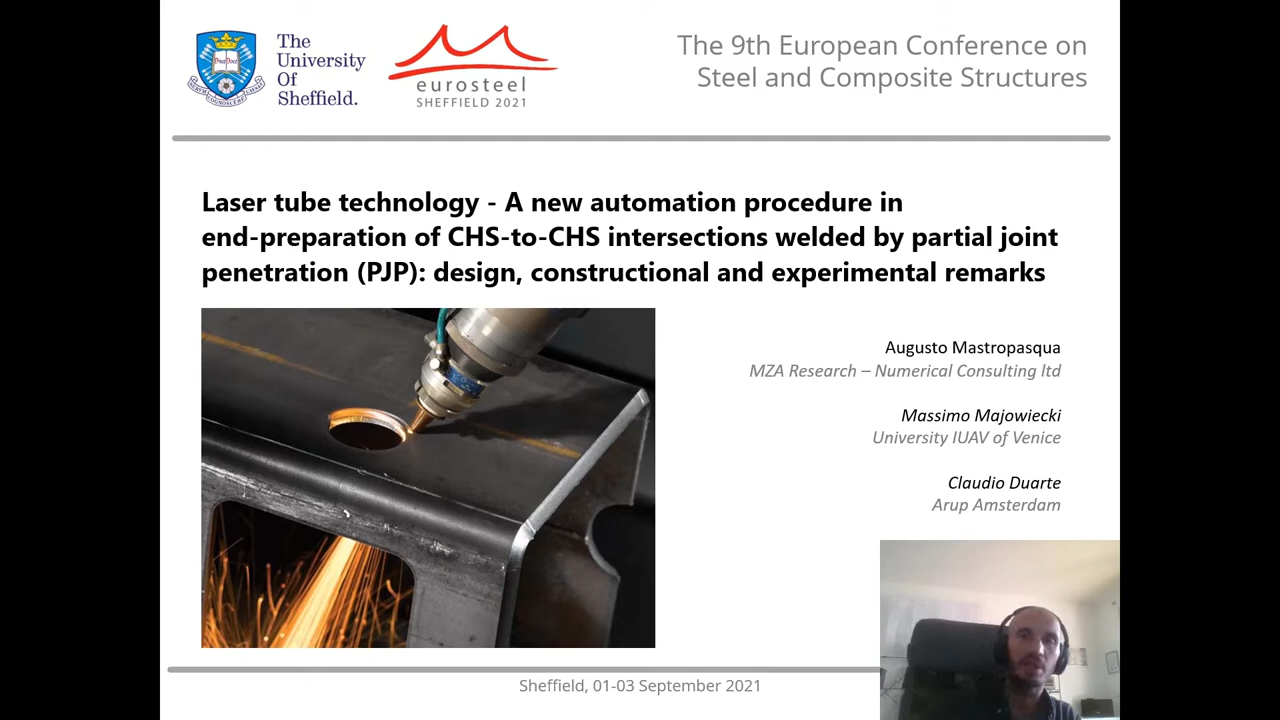 The
University
Of
Sheffield.
eurosteel
SHEFFIELD 2021
The 9th European Conference on
Steel and Composite Structures
Laser tube technology - A new automation procedure in
end-preparation of CHS-to-CHS intersections welded by partial joint
penetration (PJP): design, constructional and experimental remarks
Augusto Mastropasqua
MZA Research – Numerical Consulting ltd
Massimo Majowiecki
University IUAV of Venice
Claudio Duarte
Arup Amsterdam
Sheffield, 01-03 September 2021